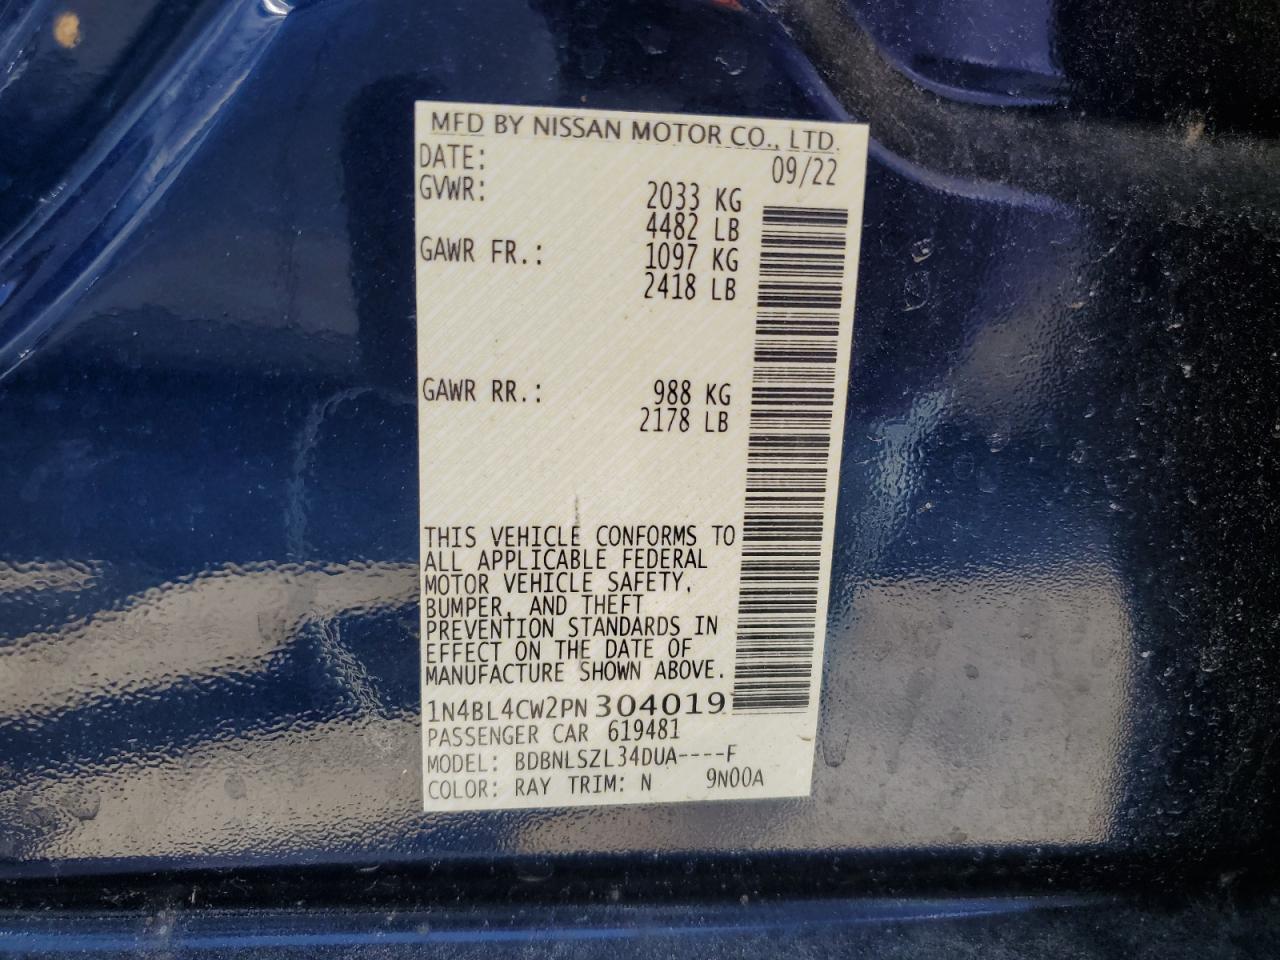 MFD BY NISSAN MOTOR CO., LTD.
DATE: 09/22
GVWR: 2033 KG
4482 LB
GAWR FR.: 1097 KG
2418 LB
GAWR RR.: 988 KG
2178 LB
THIS VEHICLE CONFORMS TO
ALL APPLICABLE FEDERAL
MOTOR VEHICLE SAFETY,
BUMPER, AND THEFT
PREVENTION STANDARDS IN
EFFECT ON THE DATE OF
MANUFACTURE SHOWN ABOVE.
1N4BL4CW2PN304019
PASSENGER CAR 619481
MODEL: BDBNLSZL34DUA----F
COLOR: RAY TRIM: N 9N00A